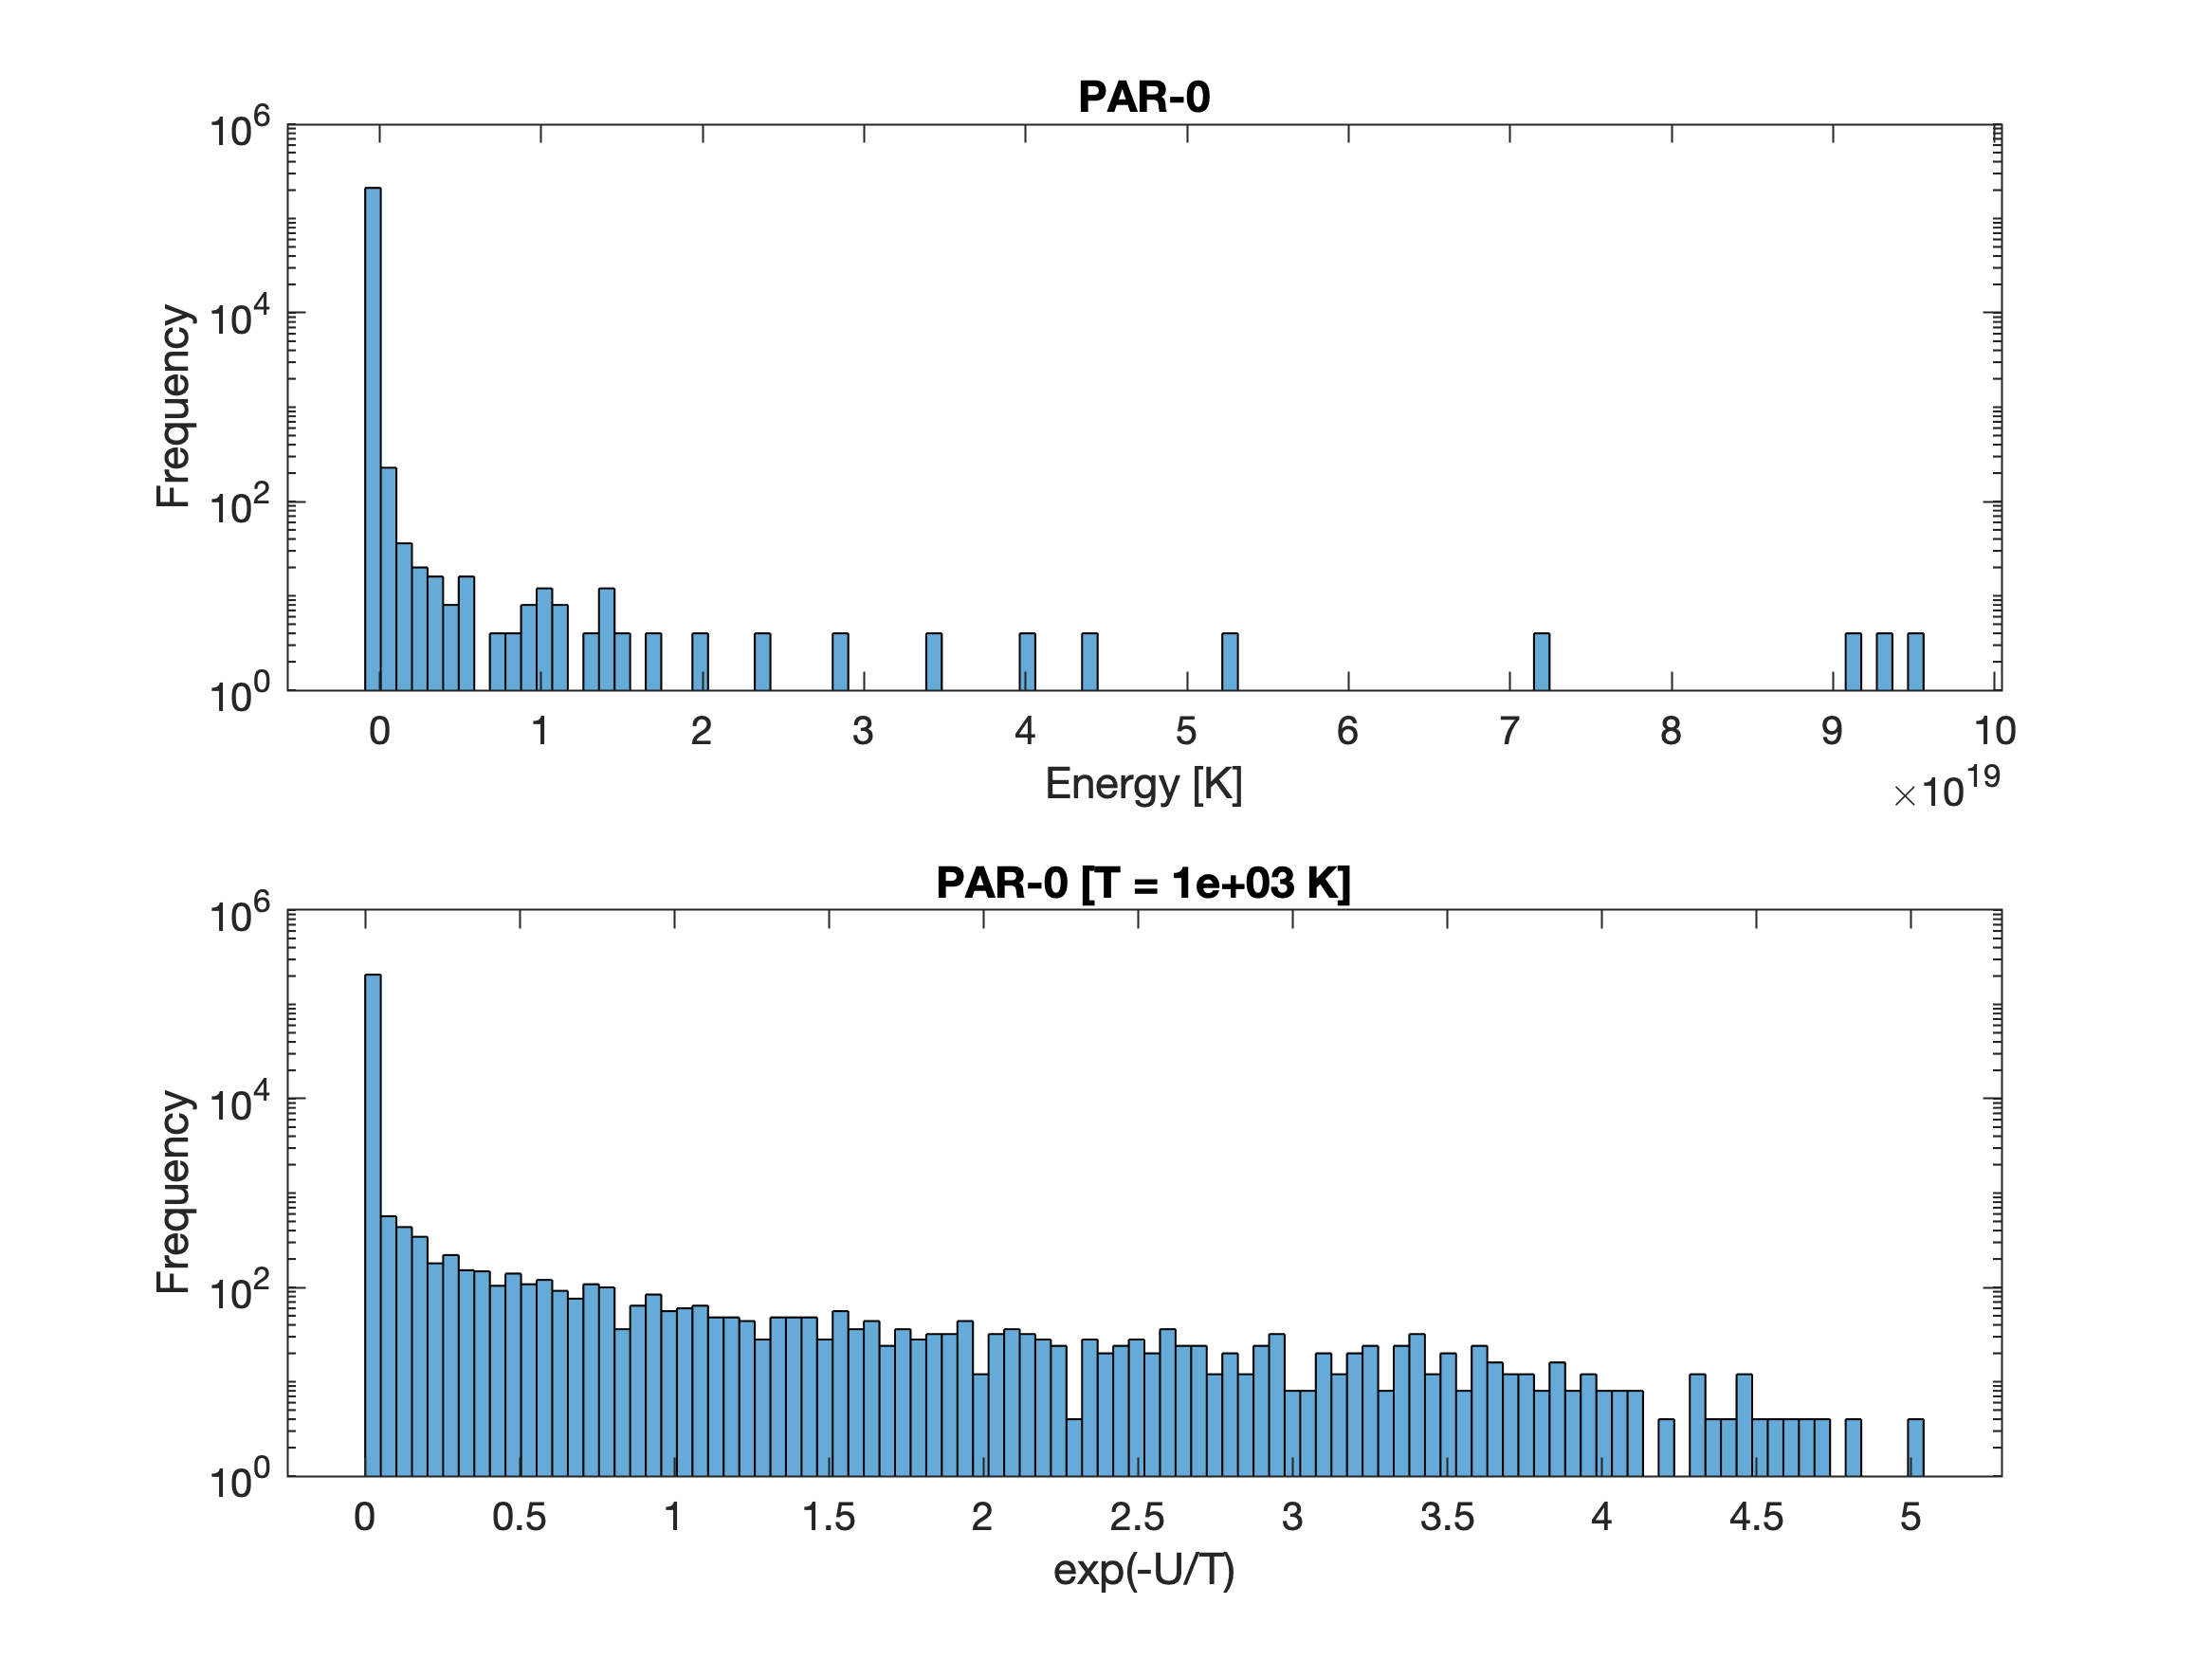 PAR-0
10^6
10^4
10^2
10^0
Frequency
0 1 2 3 4 5 6 7 8 9 10
Energy [K]
×10^19
PAR-0 [T = 1e+03 K]
10^6
10^4
10^2
10^0
Frequency
0 0.5 1 1.5 2 2.5 3 3.5 4 4.5 5
exp(-U/T)